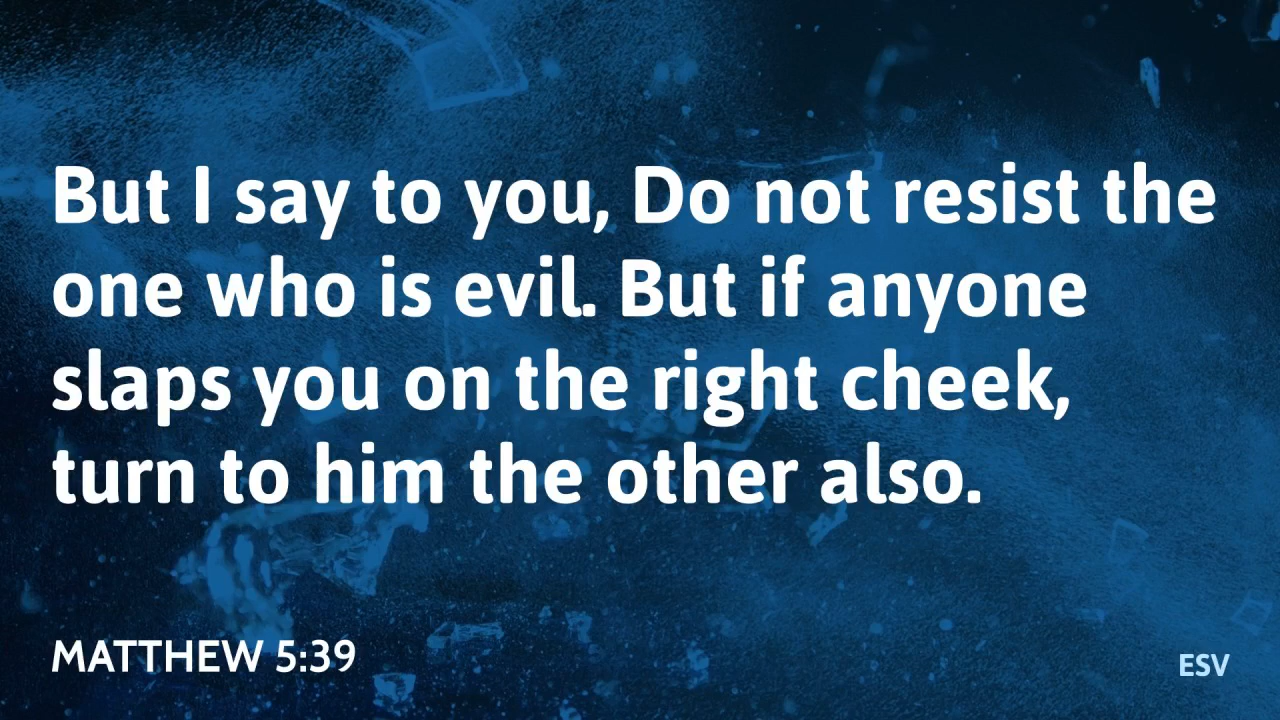 But I say to you, Do not resist the
one who is evil. But if anyone
slaps you on the right cheek,
turn to him the other also.
MATTHEW 5:39
ESV